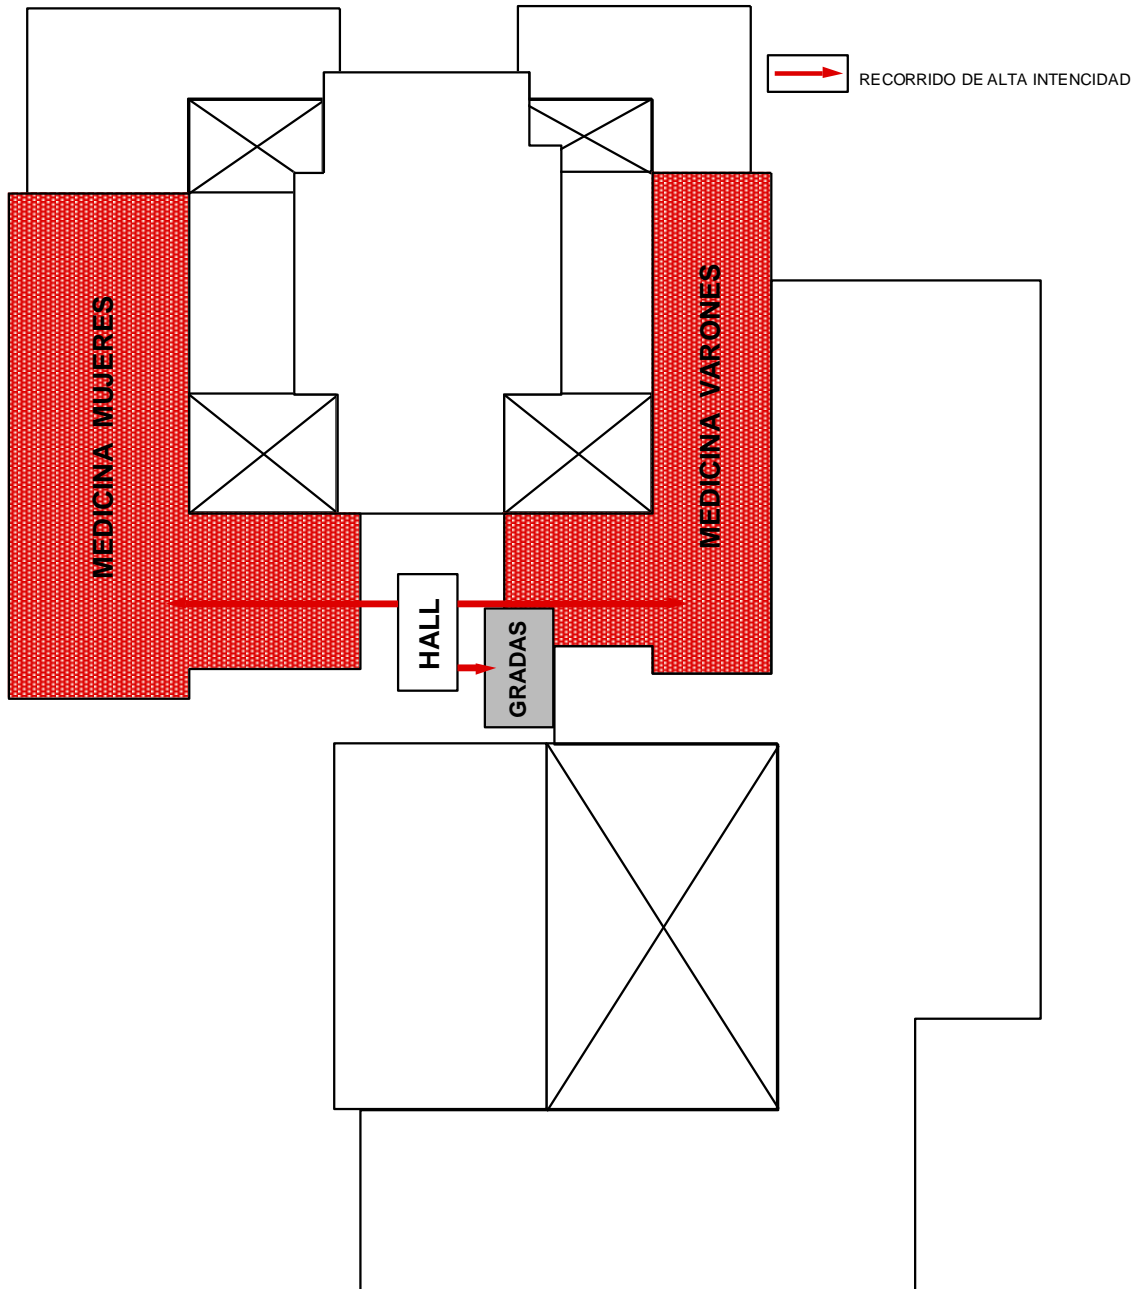 RECORRIDO DE ALTA INTENCIDAD
MEDICINA MUJERES
MEDICINA VARONES
HALL
GRADAS